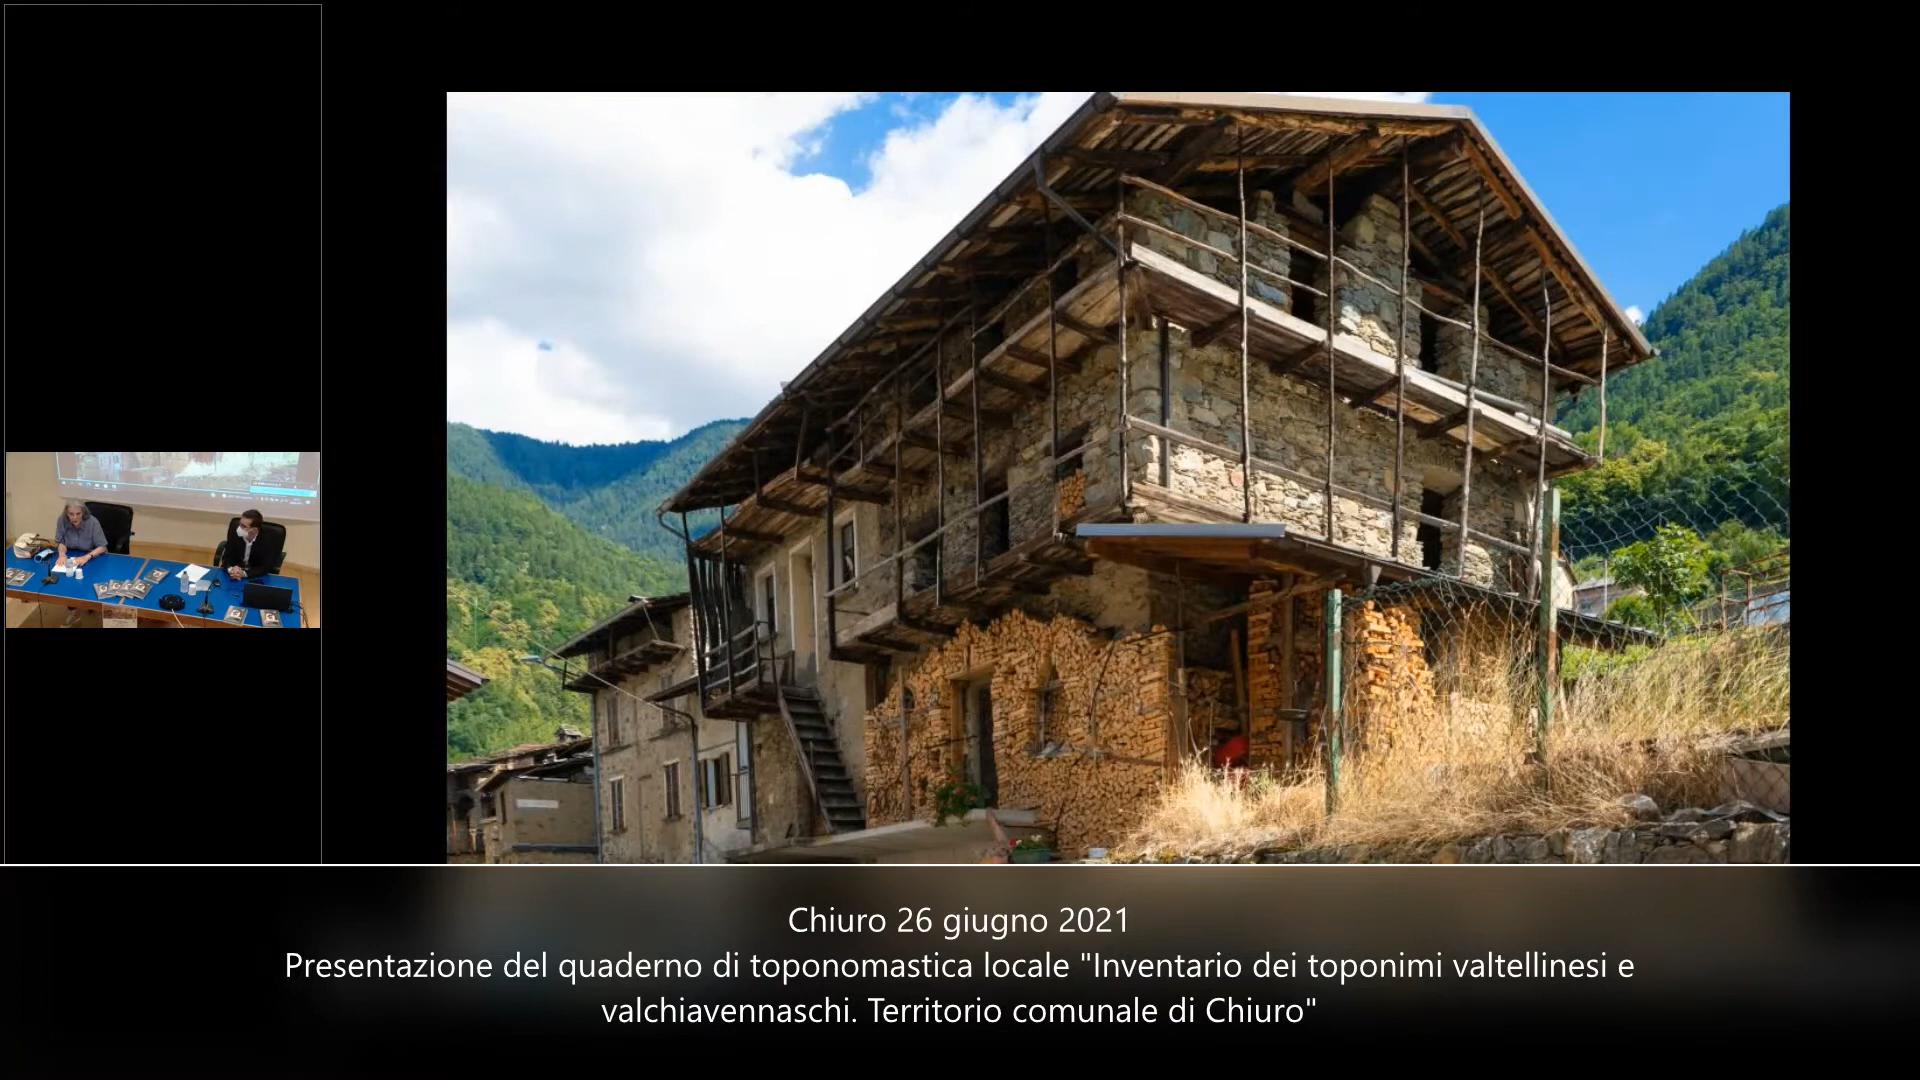 Chiuro 26 giugno 2021
Presentazione del quaderno di toponomastica locale "Inventario dei toponimi valtellinesi e
valchiavennaschi. Territorio comunale di Chiuro"